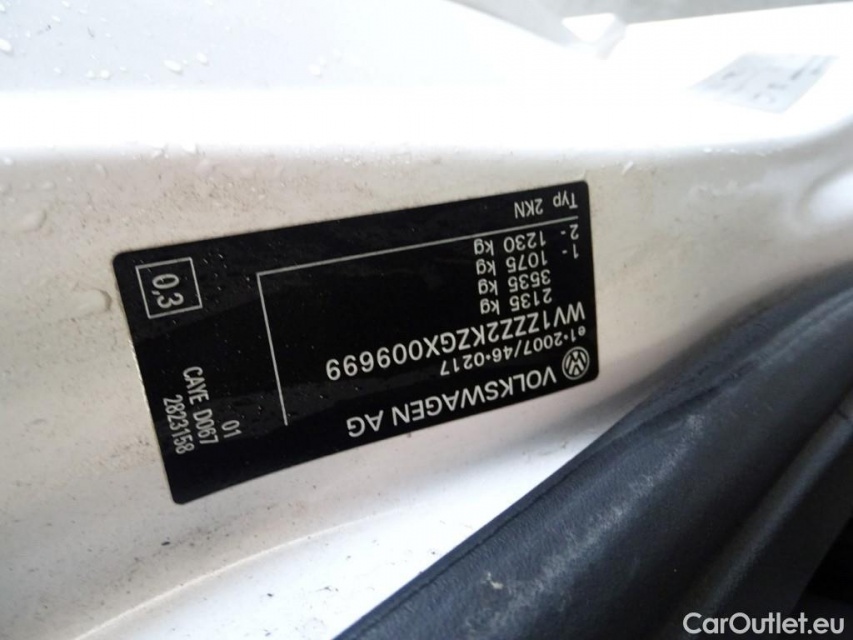 VOLKSWAGEN AG
e1*2007/46*0217
WV1ZZZ2KZGX009699
2135 kg
3535 kg
1- 1075 kg
2- 1230 kg
Typ 2KN
01
CAYE D067
2823158
0,3
CarOutlet.eu